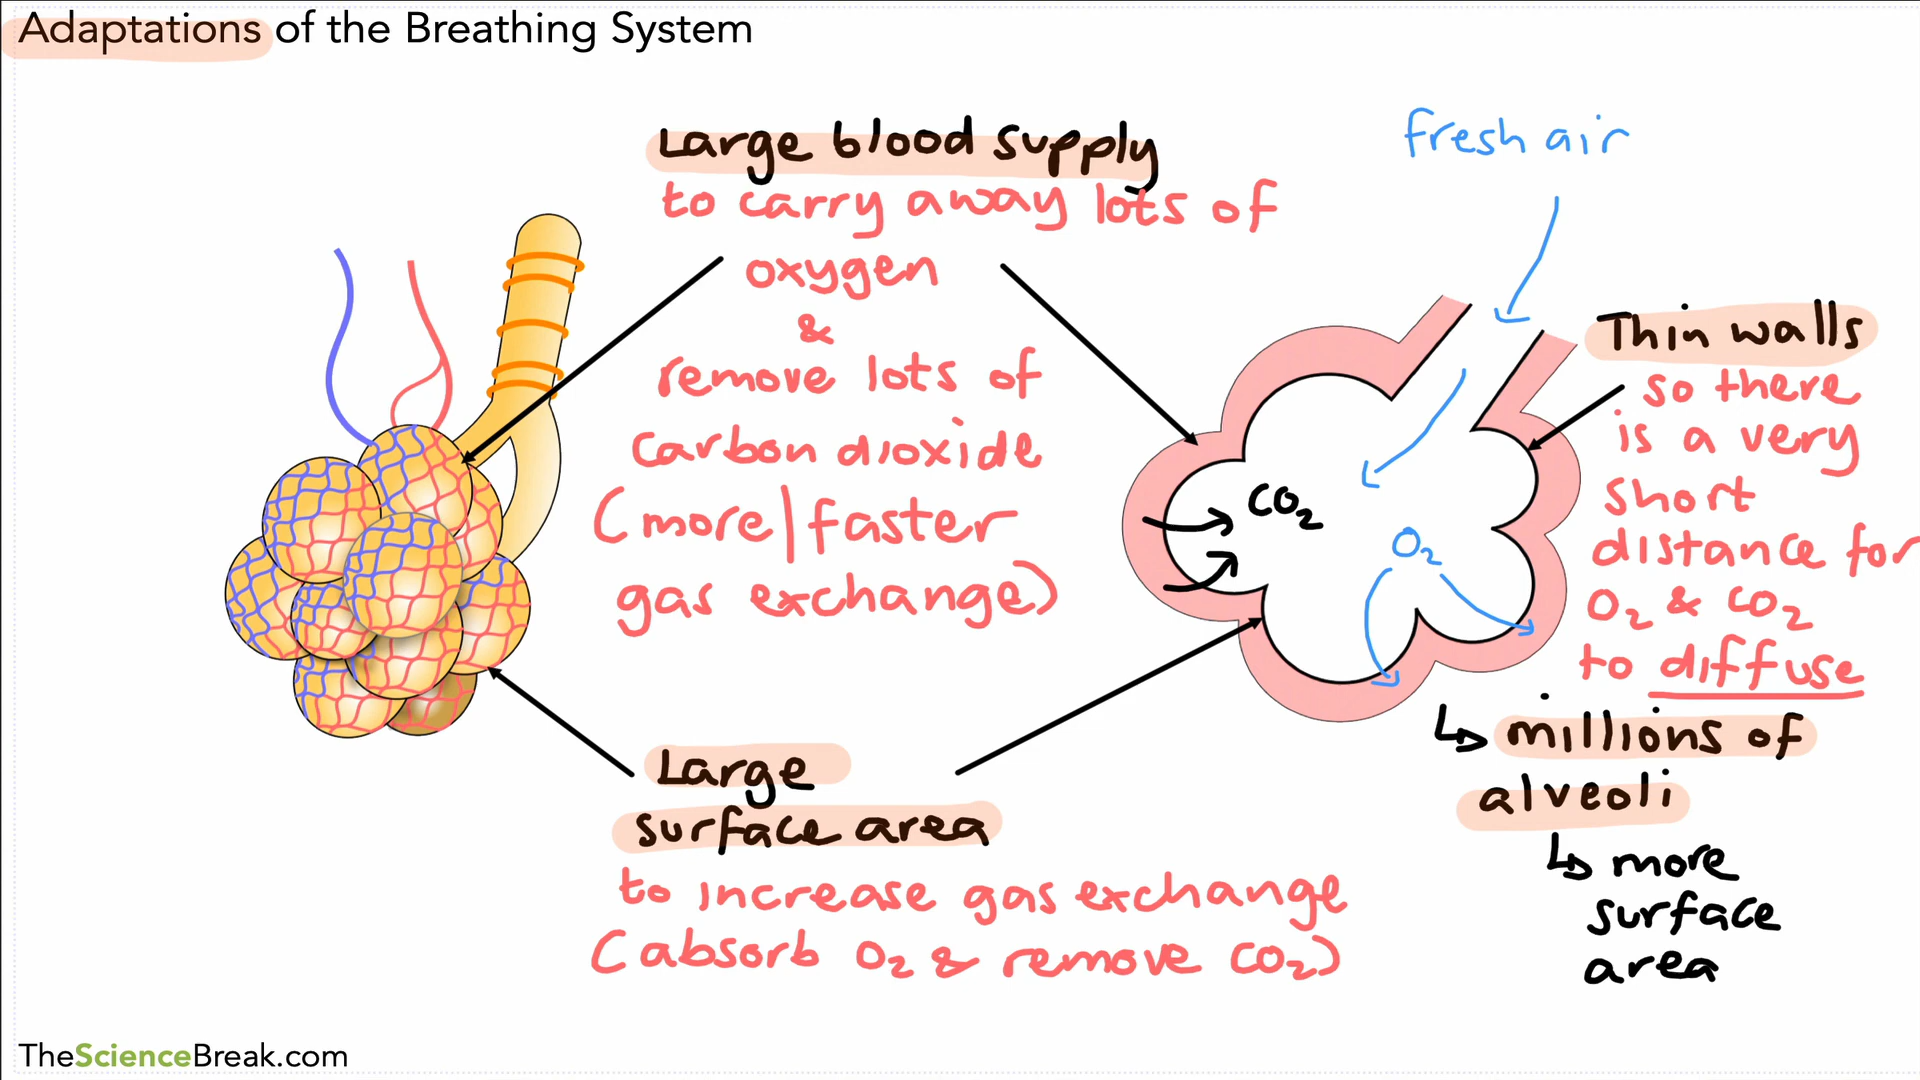 Adaptations of the Breathing System
Large blood supply
to carry away lots of
oxygen
&
remove lots of
carbon dioxide
(more/faster
gas exchange)
fresh air
Thin walls
so there
is a very
short
distance for
O₂ & CO₂
to diffuse
CO₂
O₂
↳ millions of
alveoli
↳ more
surface
area
Large
surface area
to increase gas exchange
(absorb O₂ & remove CO₂)
TheScienceBreak.com